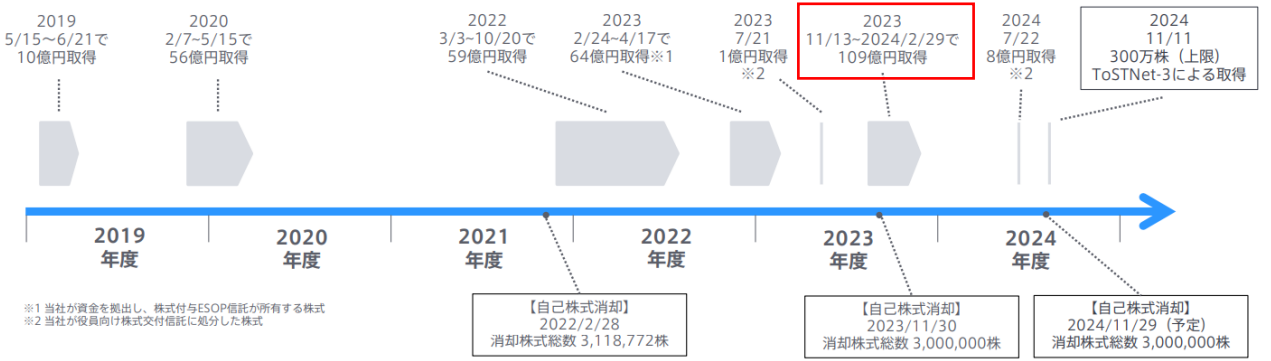 2019
5/15~6/21で
10億円取得
2020
2/7~5/15で
56億円取得
2022
3/3~10/20で
59億円取得
2023
2/24~4/17で
64億円取得※1
2023
7/21
1億円取得
※2
2023
11/13~2024/2/29で
109億円取得
2024
7/22
8億円取得
※2
2024
11/11
300万株（上限）
ToSTNet-3による取得
2019
年度
2020
年度
2021
年度
2022
年度
2023
年度
2024
年度
※1 当社が資金を拠出し、株式付与ESOP信託が所有する株式
※2 当社が役員向け株式交付信託に処分した株式
【自己株式消却】
2022/2/28
消却株式総数 3,118,772株
【自己株式消却】
2023/11/30
消却株式総数 3,000,000株
【自己株式消却】
2024/11/29（予定）
消却株式総数 3,000,000株